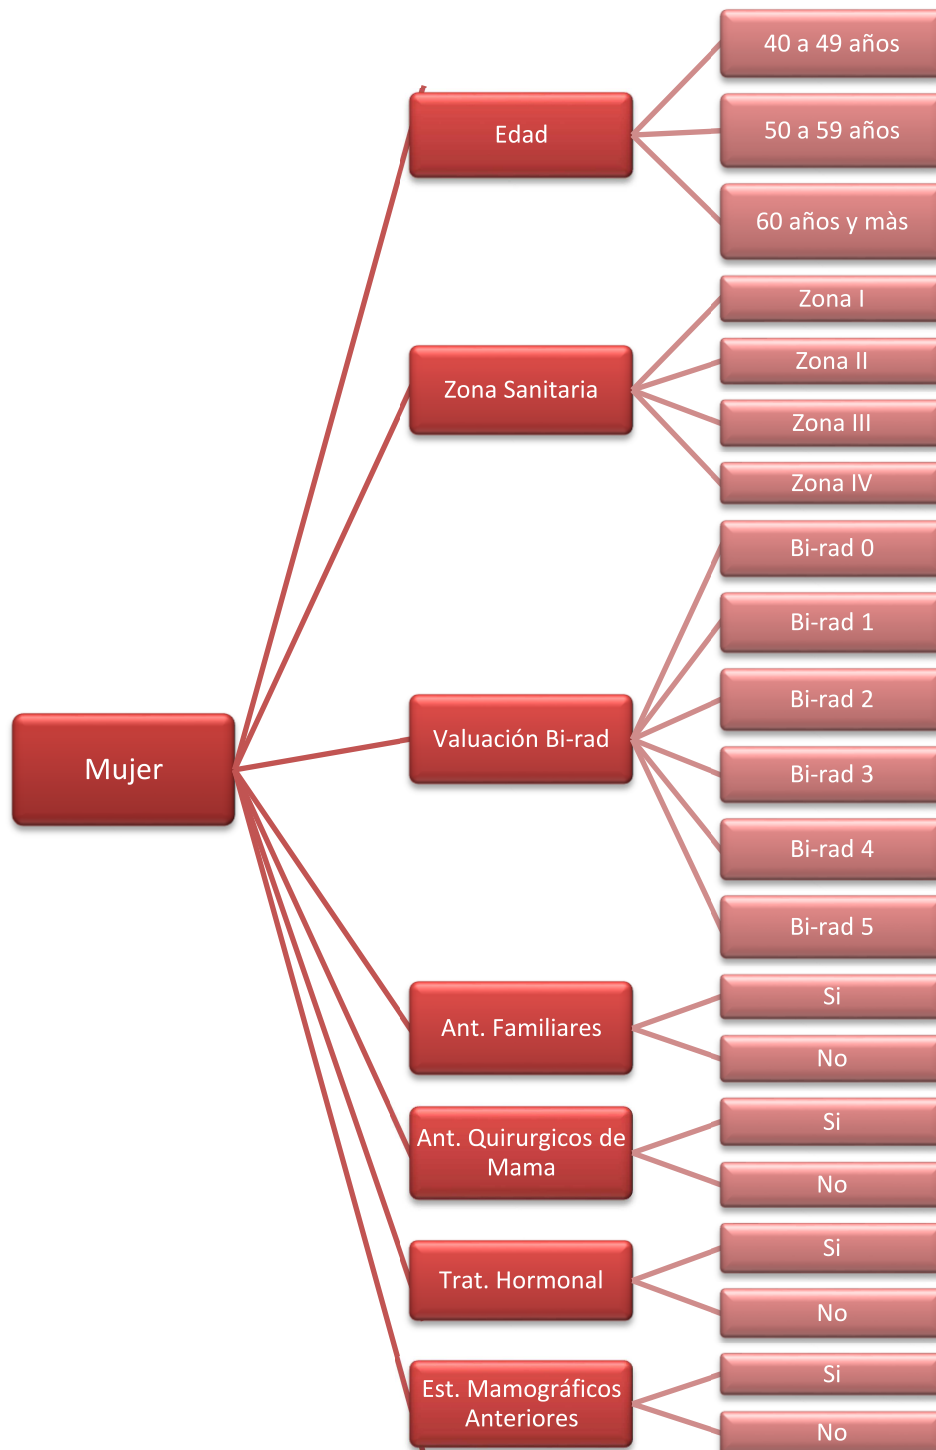 Mujer
Edad
40 a 49 años
50 a 59 años
60 años y màs
Zona Sanitaria
Zona I
Zona II
Zona III
Zona IV
Valuación Bi-rad
Bi-rad 0
Bi-rad 1
Bi-rad 2
Bi-rad 3
Bi-rad 4
Bi-rad 5
Ant. Familiares
Si
No
Ant. Quirurgicos de
Mama
Si
No
Trat. Hormonal
Si
No
Est. Mamográficos
Anteriores
Si
No